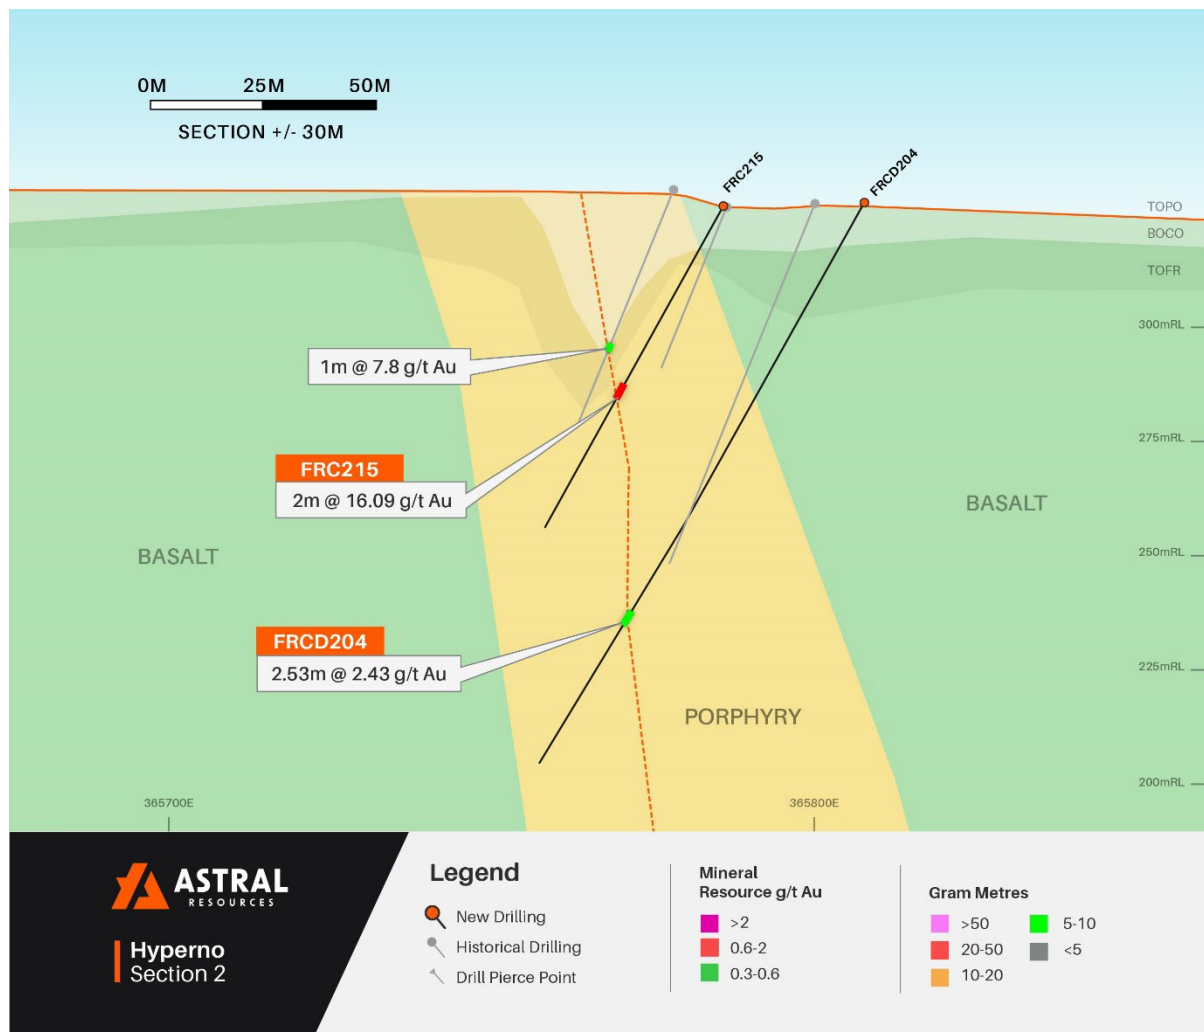 0M 25M 50M
SECTION +/- 30M
FRC215
FRCD204
TOPO
BOCO
TOFR
300mRL
1m @ 7.8 g/t Au
275mRL
FRC215
2m @ 16.09 g/t Au
BASALT
BASALT
250mRL
FRCD204
2.53m @ 2.43 g/t Au
225mRL
PORPHYRY
200mRL
365700E
365800E
ASTRAL
RESOURCES
Hyperno
Section 2
Legend
New Drilling
Historical Drilling
Drill Pierce Point
Mineral
Resource g/t Au
>2
0.6-2
0.3-0.6
Gram Metres
>50
20-50
10-20
5-10
<5